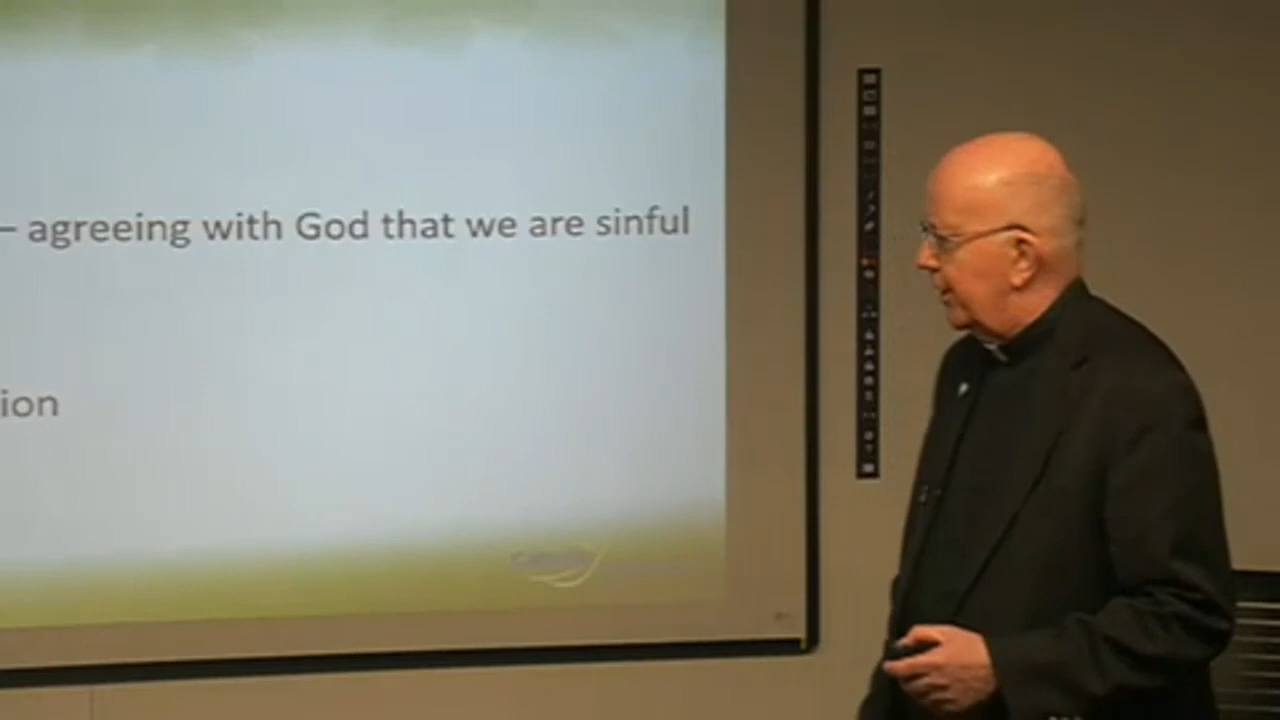 – agreeing with God that we are sinful
ion